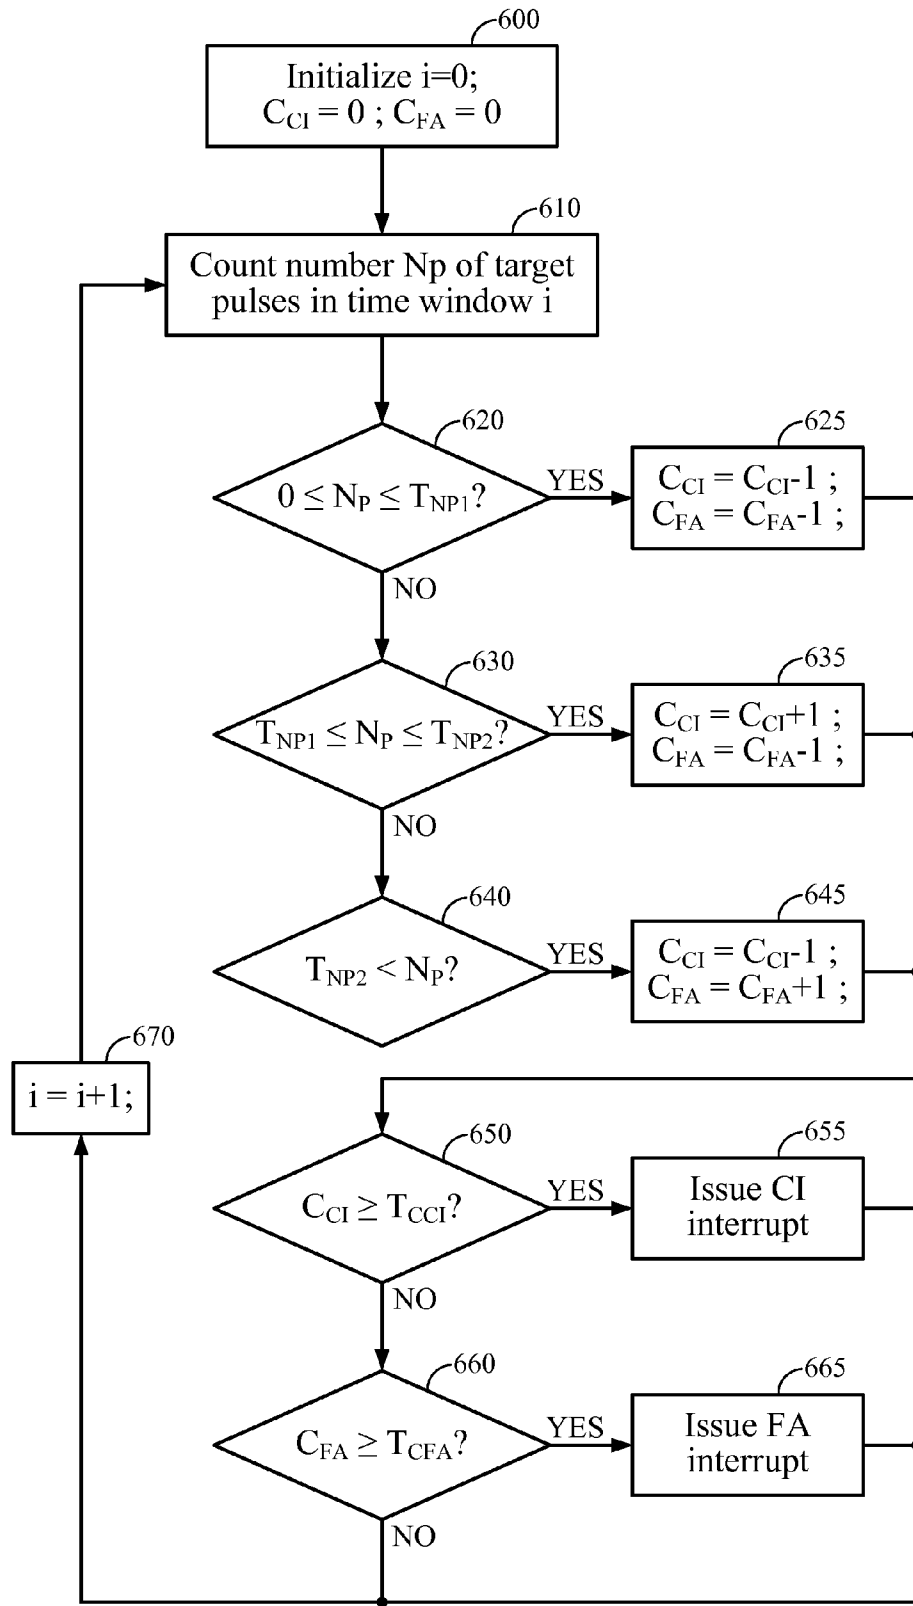 600
Initialize i=0;
C_CI = 0 ; C_FA = 0
610
Count number Np of target
pulses in time window i
620
0 ≤ N_P ≤ T_NP1?
YES
625
C_CI = C_CI-1 ;
C_FA = C_FA-1 ;
NO
630
T_NP1 ≤ N_P ≤ T_NP2?
YES
635
C_CI = C_CI+1 ;
C_FA = C_FA-1 ;
NO
640
T_NP2 < N_P?
YES
645
C_CI = C_CI-1 ;
C_FA = C_FA+1 ;
670
i = i+1;
650
C_CI ≥ T_CCI?
YES
655
Issue CI
interrupt
NO
660
C_FA ≥ T_CFA?
YES
665
Issue FA
interrupt
NO